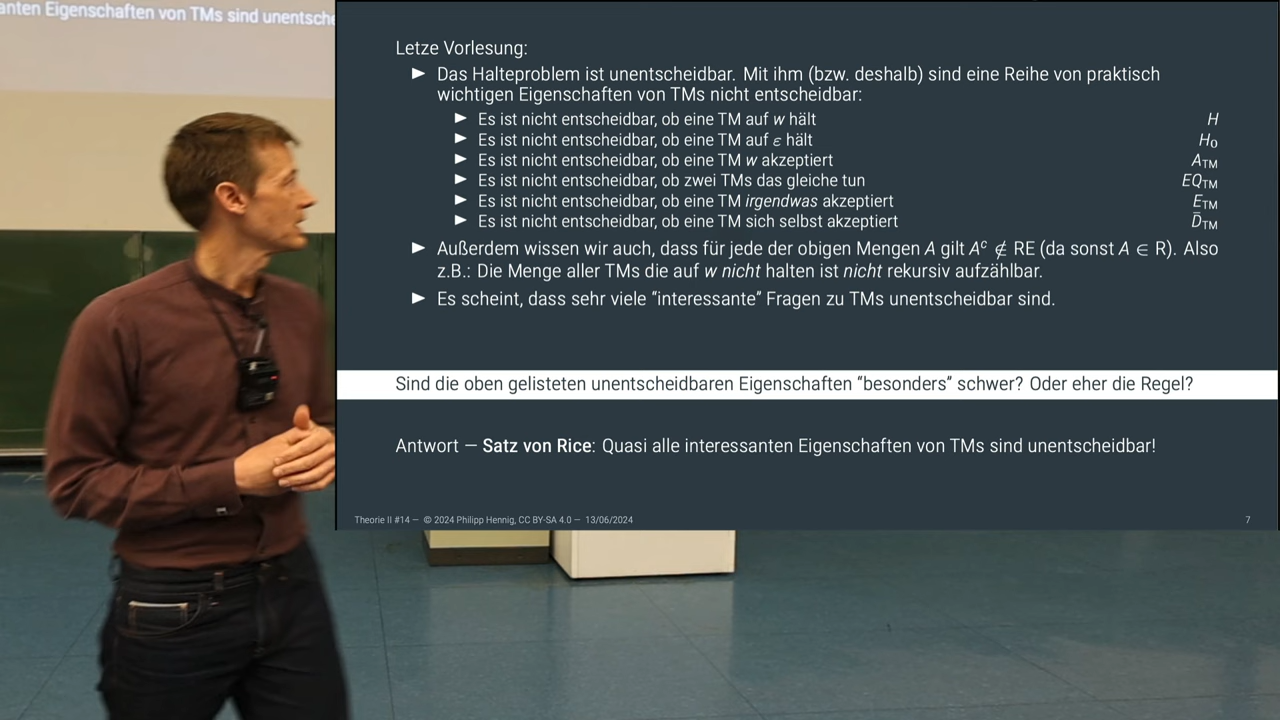 anten Eigenschaften von TMs sind unentsche
Letze Vorlesung:
► Das Halteproblem ist unentscheidbar. Mit ihm (bzw. deshalb) sind eine Reihe von praktisch
wichtigen Eigenschaften von TMs nicht entscheidbar:
► Es ist nicht entscheidbar, ob eine TM auf w hält H
► Es ist nicht entscheidbar, ob eine TM auf ε hält H₀
► Es ist nicht entscheidbar, ob eine TM w akzeptiert A_TM
► Es ist nicht entscheidbar, ob zwei TMs das gleiche tun EQ_TM
► Es ist nicht entscheidbar, ob eine TM irgendwas akzeptiert E_TM
► Es ist nicht entscheidbar, ob eine TM sich selbst akzeptiert D̄_TM
► Außerdem wissen wir auch, dass für jede der obigen Mengen A gilt Aᶜ ∉ RE (da sonst A ∈ R). Also
z.B.: Die Menge aller TMs die auf w nicht halten ist nicht rekursiv aufzählbar.
► Es scheint, dass sehr viele “interessante” Fragen zu TMs unentscheidbar sind.
Sind die oben gelisteten unentscheidbaren Eigenschaften “besonders” schwer? Oder eher die Regel?
Antwort — Satz von Rice: Quasi alle interessanten Eigenschaften von TMs sind unentscheidbar!
Theorie II #14 — © 2024 Philipp Hennig, CC BY-SA 4.0 — 13/06/2024 7